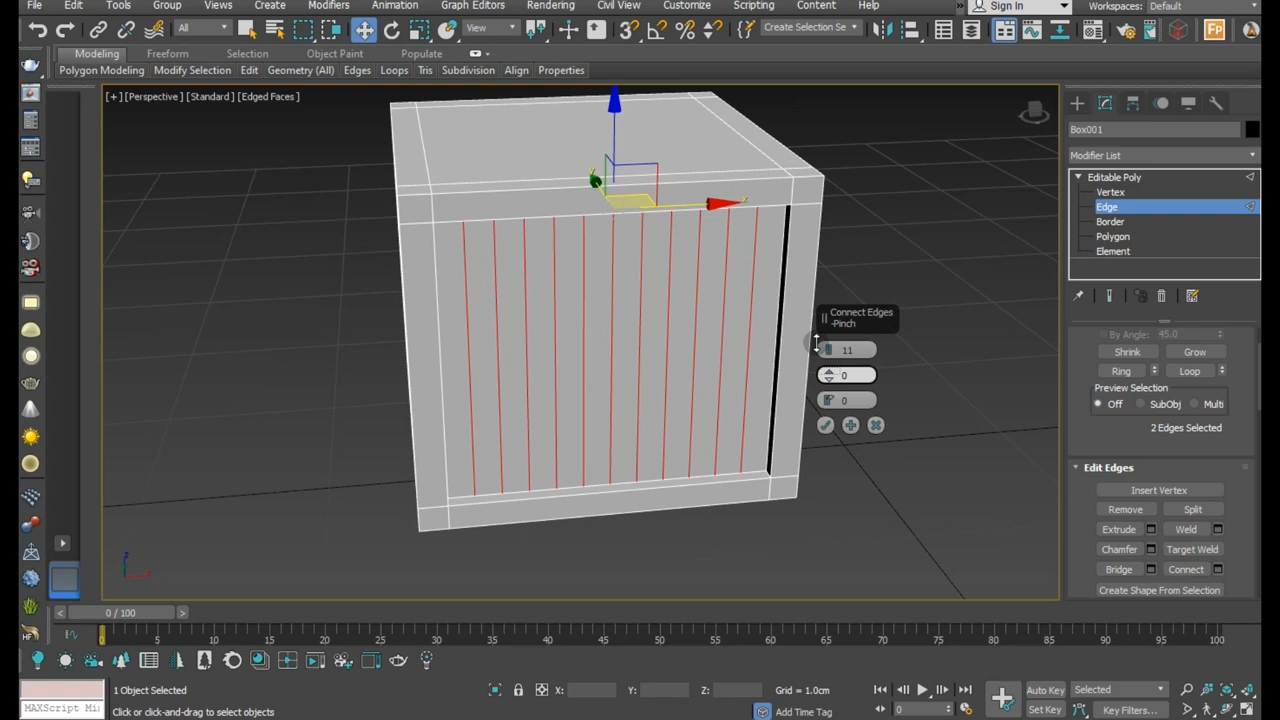 File Edit Tools Group Views Create Modifiers Animation Graph Editors Rendering Civil View Customize Scripting Content Help » Sign In Workspaces: Default
All View Create Selection Se
Modeling Freeform Selection Object Paint Populate
Polygon Modeling Modify Selection Edit Geometry (All) Edges Loops Tris Subdivision Align Properties
[+] [Perspective ] [Standard ] [Edged Faces ]
Box001
Modifier List
Editable Poly
Vertex
Edge
Border
Polygon
Element
Connect Edges
-Pinch
11
0
0
By Angle: 45.0
Shrink Grow
Ring Loop
Preview Selection
Off SubObj Multi
2 Edges Selected
Edit Edges
Insert Vertex
Remove Split
Extrude Weld
Chamfer Target Weld
Bridge Connect
Create Shape From Selection
z
< 0 / 100 >
0 5 10 15 20 25 30 35 40 45 50 55 60 65 70 75 80 85 90 95 100
1 Object Selected X: Y: Z: Grid = 1.0cm Auto Key Selected
MAXScript Mi Click or click-and-drag to select objects Add Time Tag 0 Set Key Key Filters...